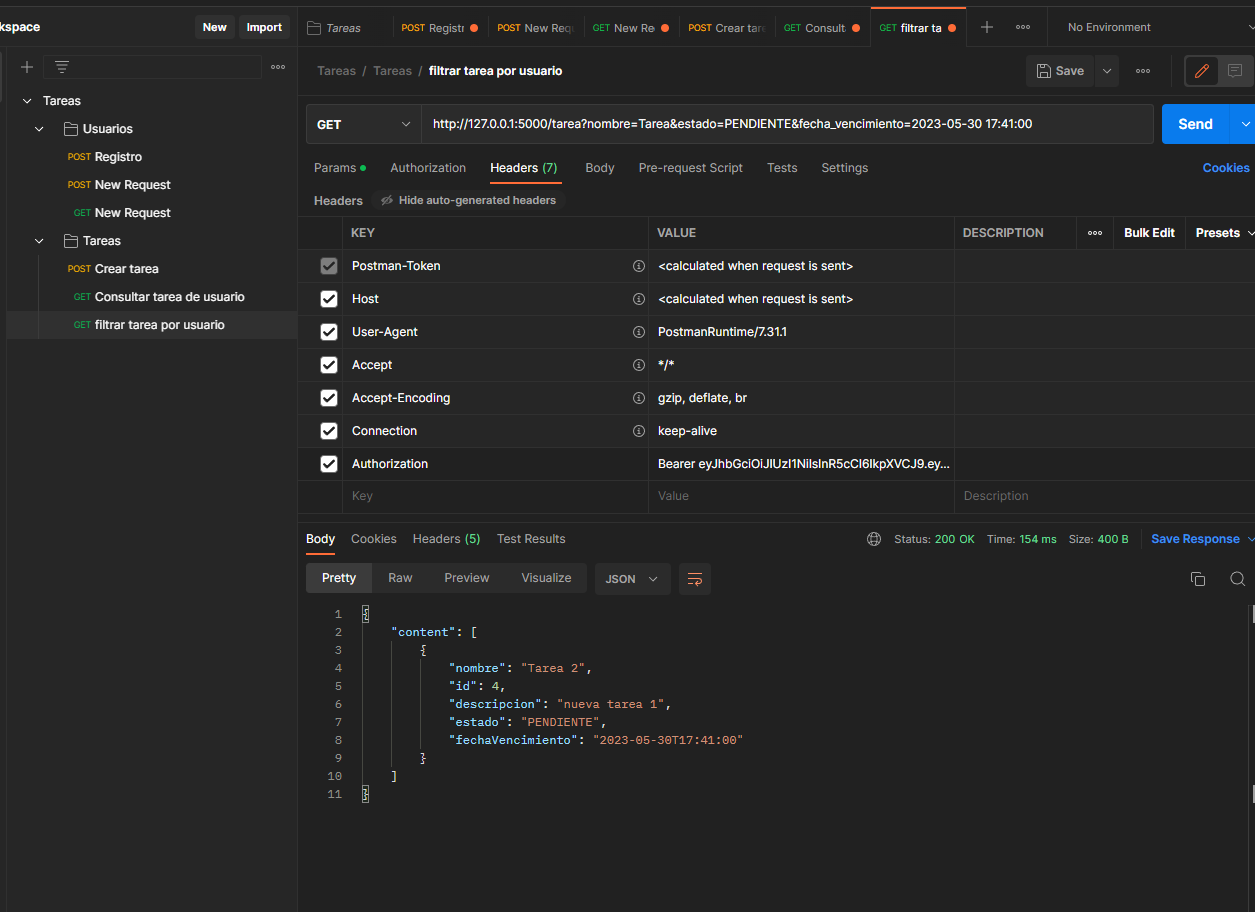 kspace New Import
Tareas POST Registr POST New Req GET New Re POST Crear tar GET Consult GET filtrar ta No Environment
Tareas / Tareas / filtrar tarea por usuario Save
Tareas
Usuarios
POST Registro
POST New Request
GET New Request
Tareas
POST Crear tarea
GET Consultar tarea de usuario
GET filtrar tarea por usuario
GET http://127.0.0.1:5000/tarea?nombre=Tarea&estado=PENDIENTE&fecha_vencimiento=2023-05-30 17:41:00 Send
Params Authorization Headers (7) Body Pre-request Script Tests Settings Cookies
Headers Hide auto-generated headers
KEY VALUE DESCRIPTION Bulk Edit Presets
Postman-Token <calculated when request is sent>
Host <calculated when request is sent>
User-Agent PostmanRuntime/7.31.1
Accept */*
Accept-Encoding gzip, deflate, br
Connection keep-alive
Authorization Bearer eyJhbGciOiJIUzI1NiIsInR5cCI6IkpXVCJ9.ey...
Key Value Description
Body Cookies Headers (5) Test Results Status: 200 OK Time: 154 ms Size: 400 B Save Response
Pretty Raw Preview Visualize JSON
1 {
2 "content": [
3 {
4 "nombre": "Tarea 2",
5 "id": 4,
6 "descripcion": "nueva tarea 1",
7 "estado": "PENDIENTE",
8 "fechaVencimiento": "2023-05-30T17:41:00"
9 }
10 ]
11 }